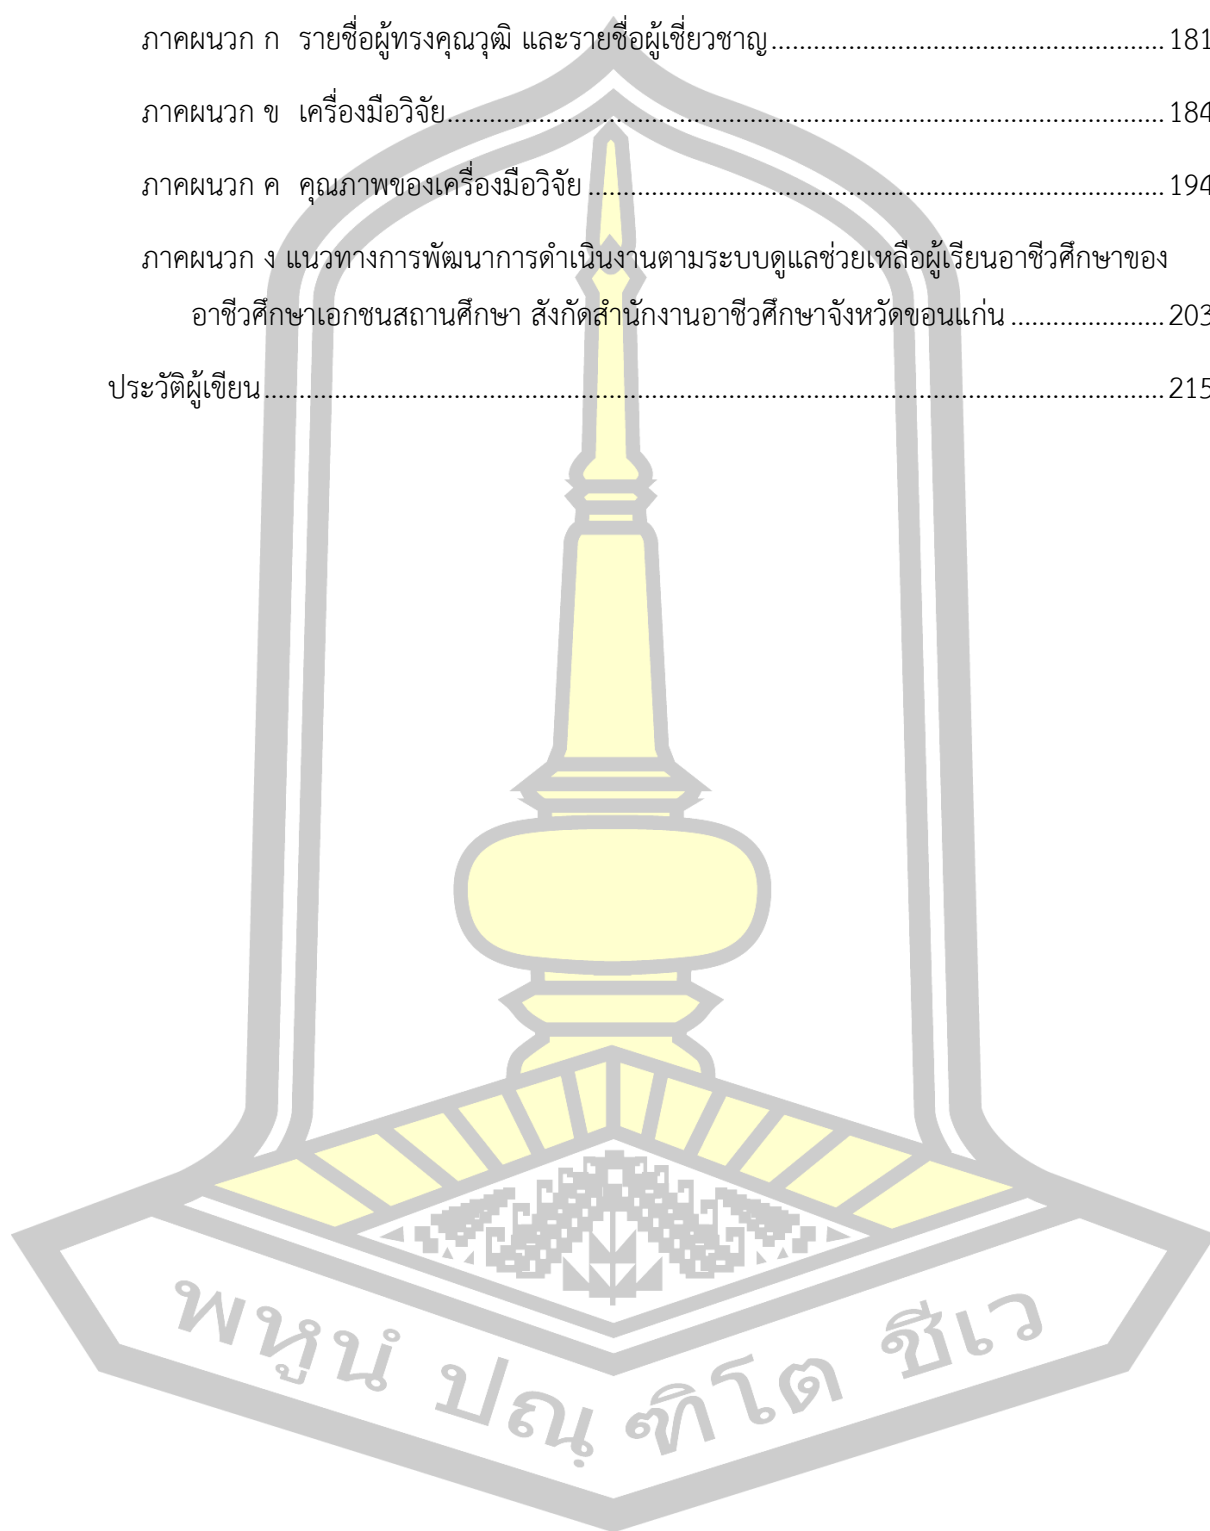 ภาคผนวก ก  รายชื่อผู้ทรงคุณวุฒิ และรายชื่อผู้เชี่ยวชาญ........................................................ 181
ภาคผนวก ข  เครื่องมือวิจัย...................................................................................................... 184
ภาคผนวก ค  คุณภาพของเครื่องมือวิจัย .................................................................................. 194
ภาคผนวก ง แนวทางการพัฒนาการดำเนินงานตามระบบดูแลช่วยเหลือผู้เรียนอาชีวศึกษาของ
อาชีวศึกษาเอกชนสถานศึกษา สังกัดสำนักงานอาชีวศึกษาจังหวัดขอนแก่น ...................... 203
ประวัติผู้เขียน................................................................................................................................ 215
พหูนํ ปณฺฑิโต ชีเว